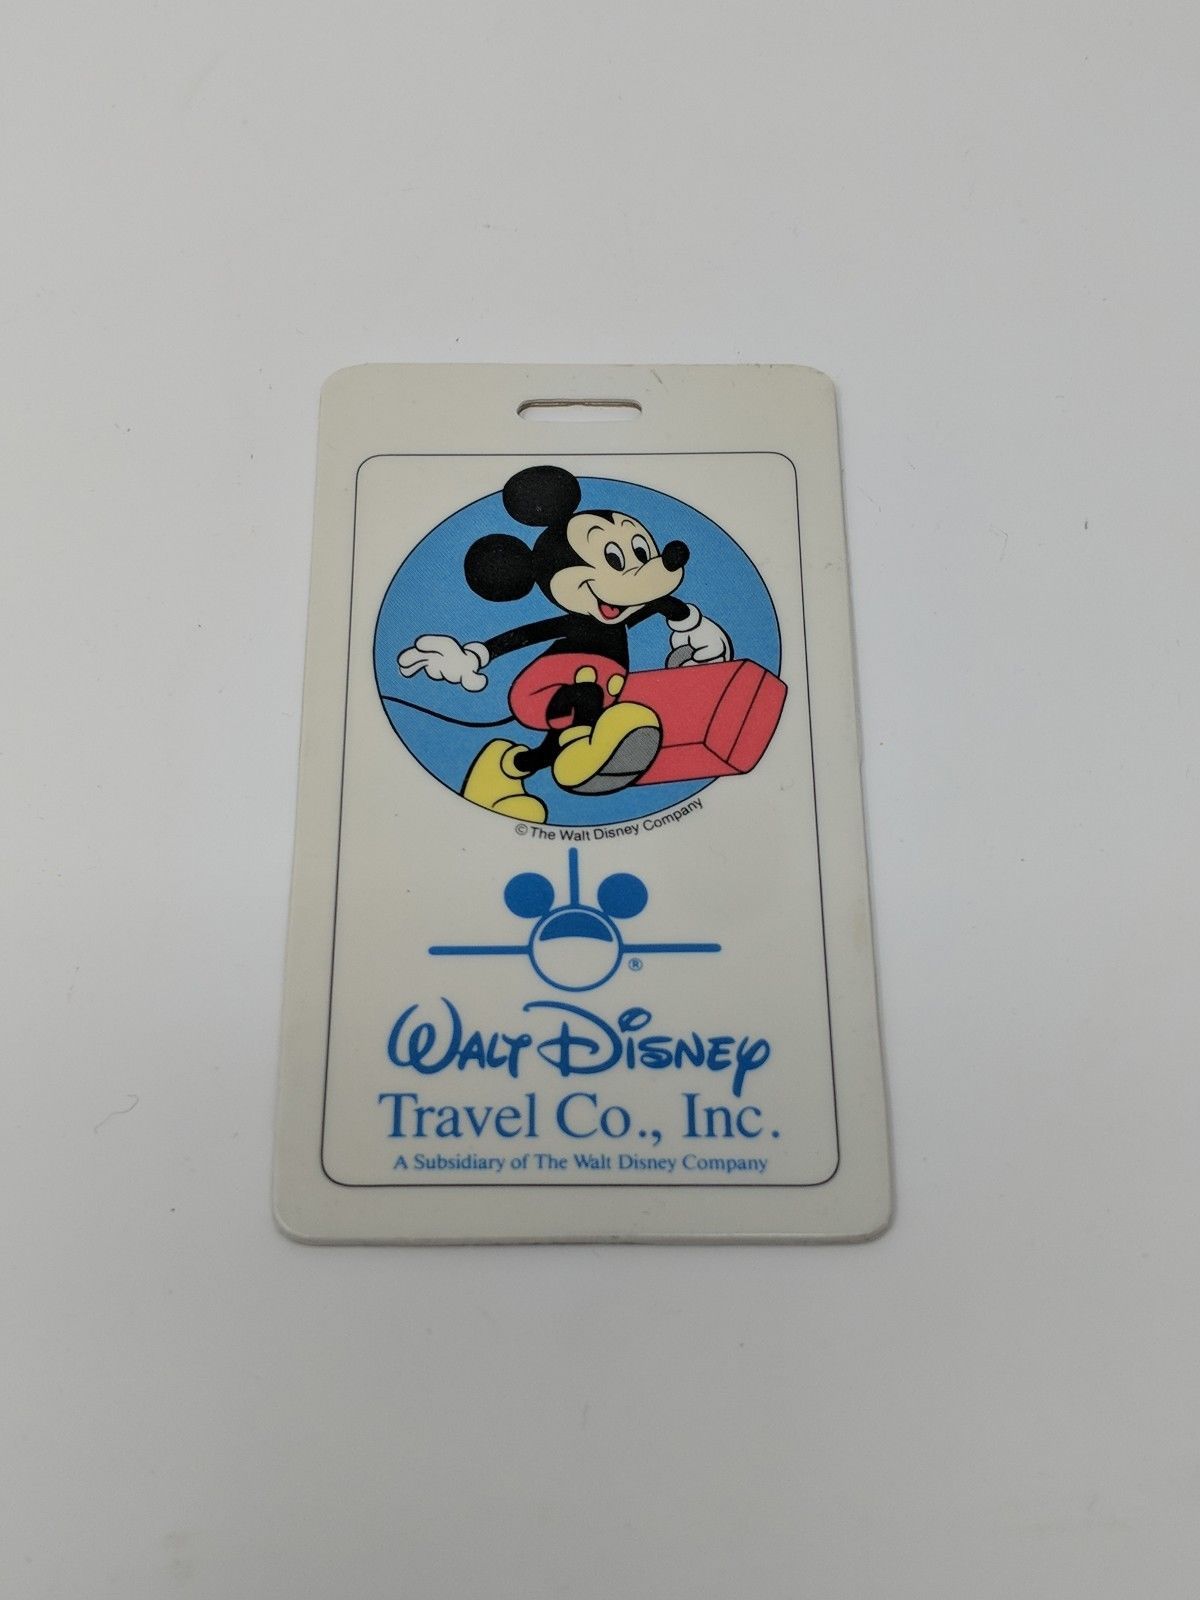 ©The Walt Disney Company
®
WALT DISNEY
Travel Co., Inc.
A Subsidiary of The Walt Disney Company